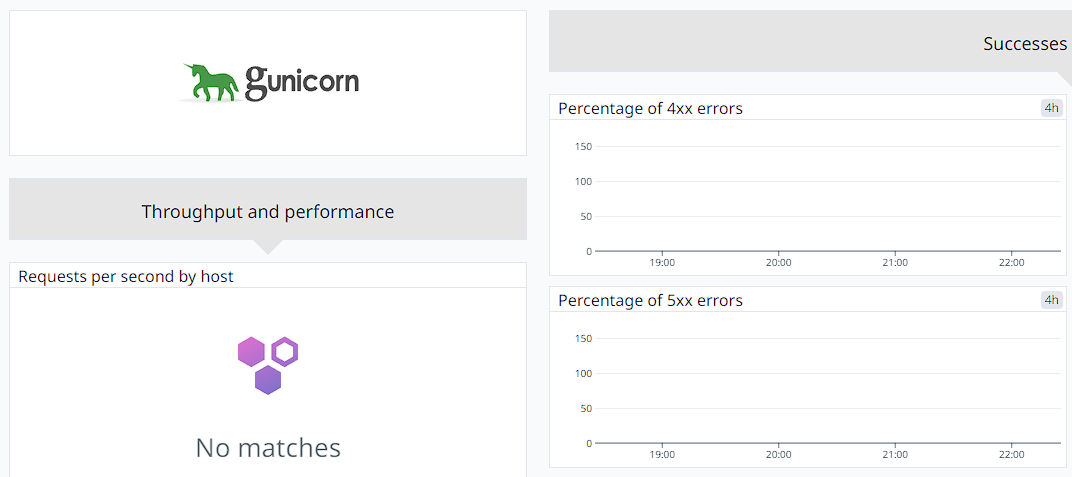 gunicorn
Throughput and performance
Requests per second by host
No matches
Successes
Percentage of 4xx errors
4h
150
100
50
0
19:00 20:00 21:00 22:00
Percentage of 5xx errors
4h
150
100
50
0
19:00 20:00 21:00 22:00